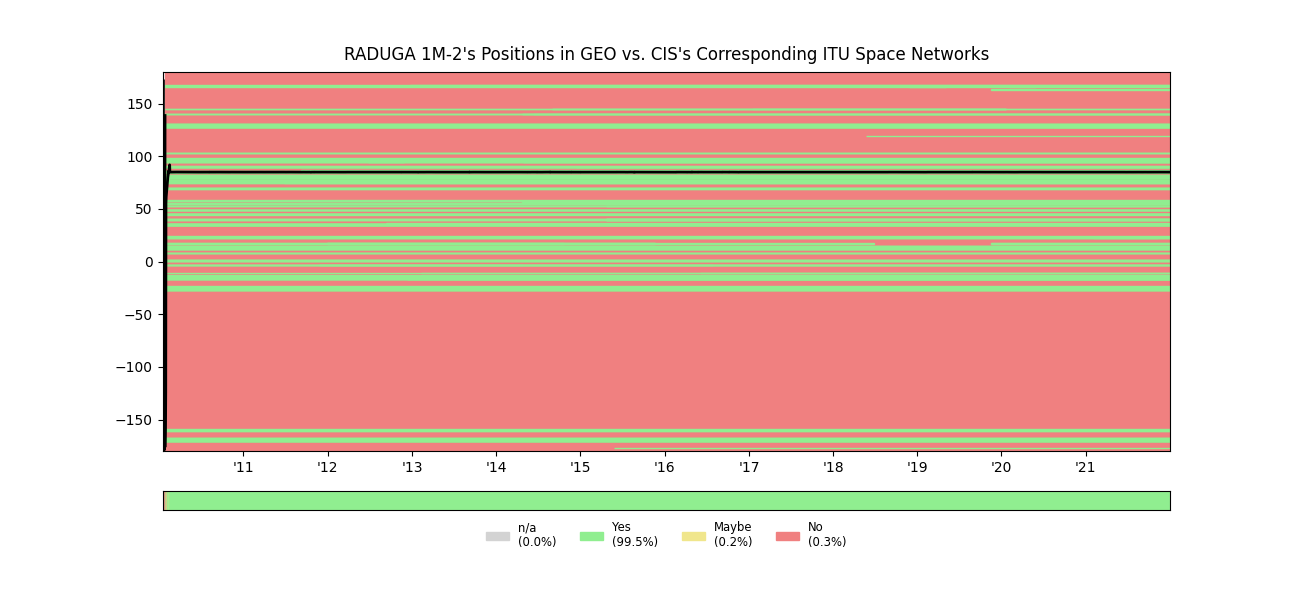 RADUGA 1M-2's Positions in GEO vs. CIS's Corresponding ITU Space Networks
150
100
50
0
−50
−100
−150
'11 '12 '13 '14 '15 '16 '17 '18 '19 '20 '21
n/a Yes Maybe No
(0.0%) (99.5%) (0.2%) (0.3%)